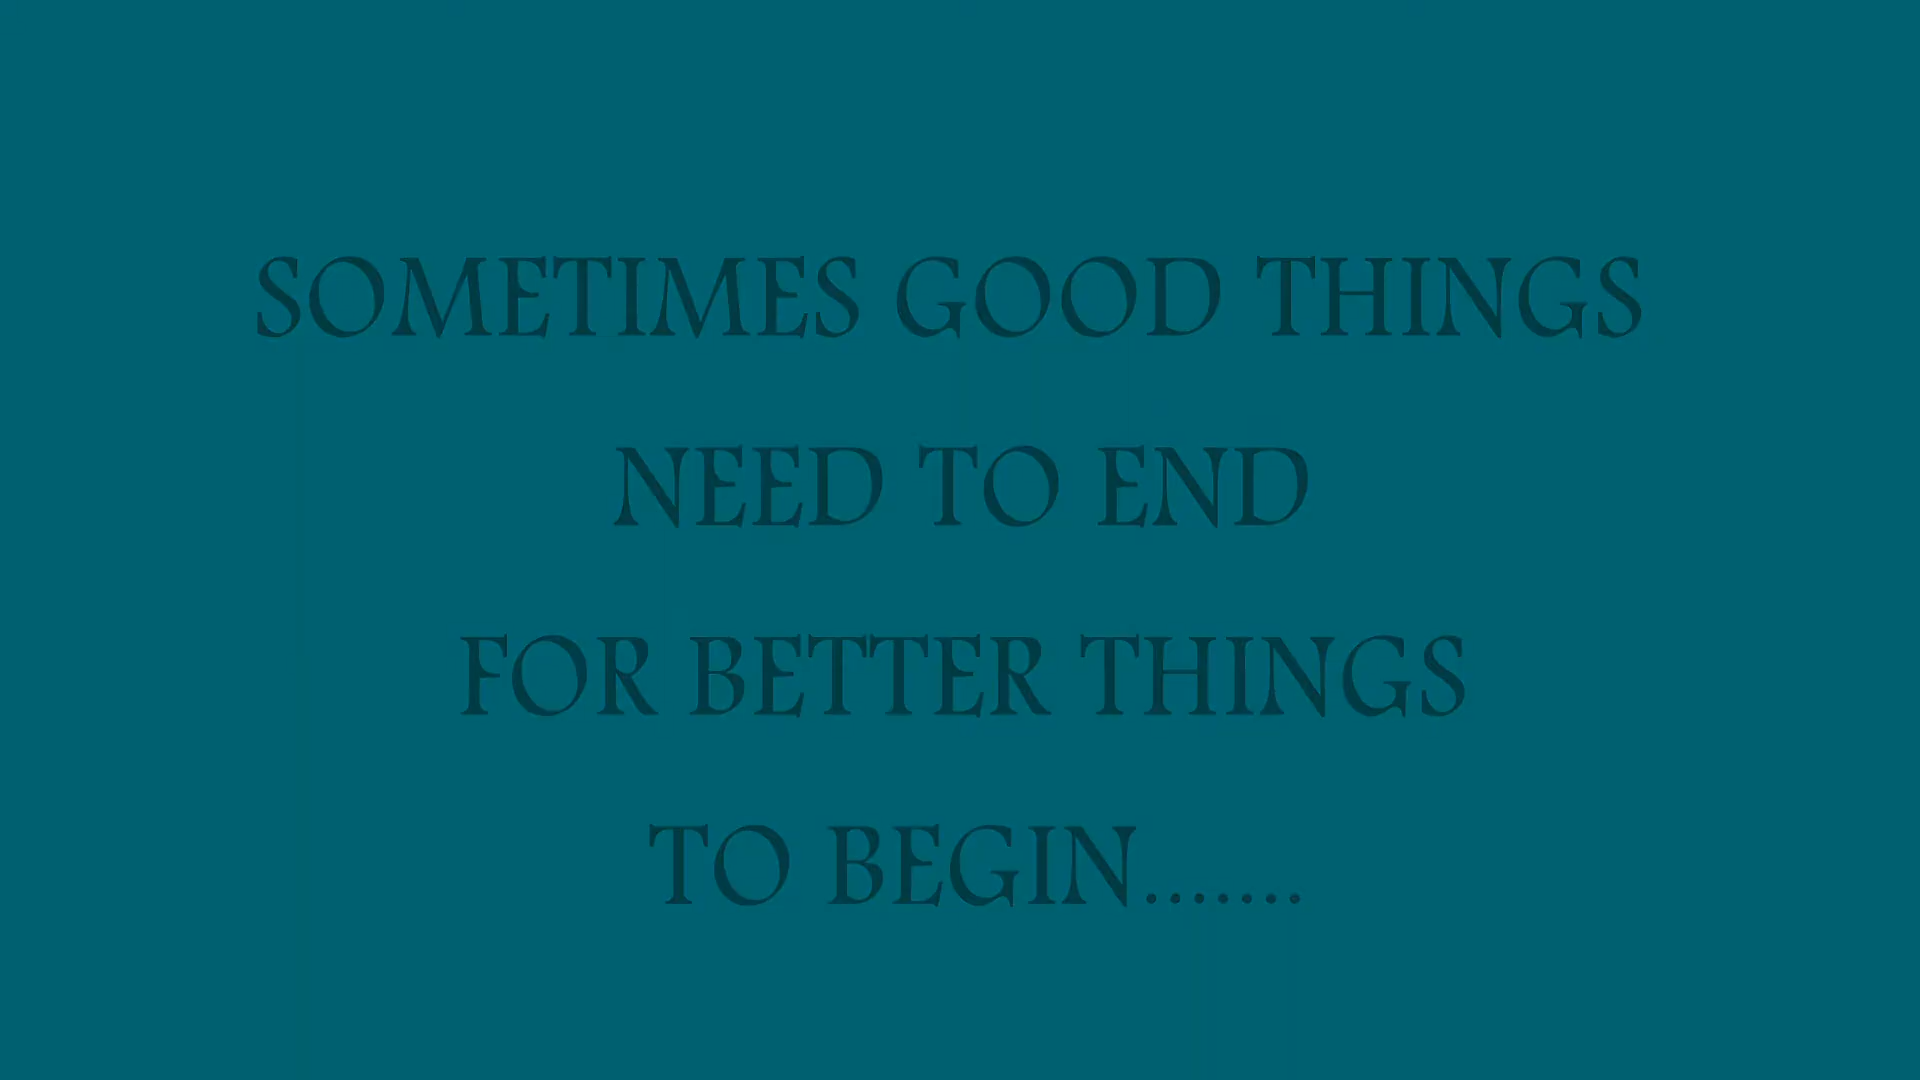 SOMETIMES GOOD THINGS
NEED TO END
FOR BETTER THINGS
TO BEGIN.......